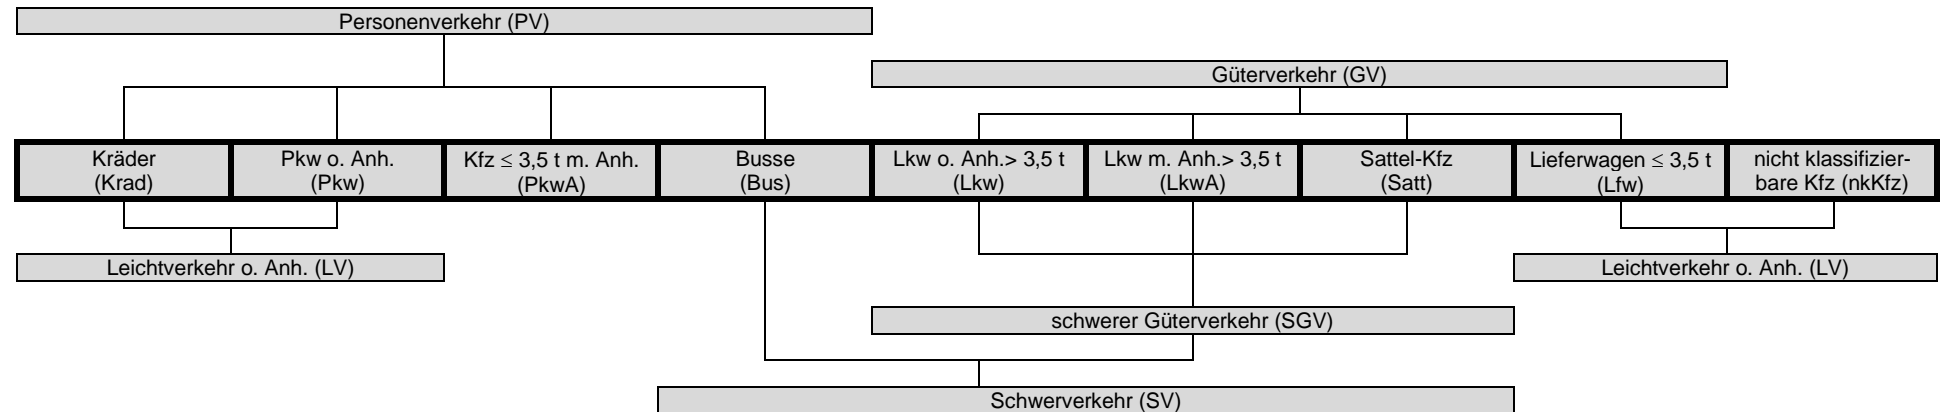 Personenverkehr (PV)
Güterverkehr (GV)
Kräder
(Krad)
Pkw o. Anh.
(Pkw)
Kfz ≤ 3,5 t m. Anh.
(PkwA)
Busse
(Bus)
Lkw o. Anh.> 3,5 t
(Lkw)
Lkw m. Anh.> 3,5 t
(LkwA)
Sattel-Kfz
(Satt)
Lieferwagen ≤ 3,5 t
(Lfw)
nicht klassifizier-
bare Kfz (nkKfz)
Leichtverkehr o. Anh. (LV)
Leichtverkehr o. Anh. (LV)
schwerer Güterverkehr (SGV)
Schwerverkehr (SV)